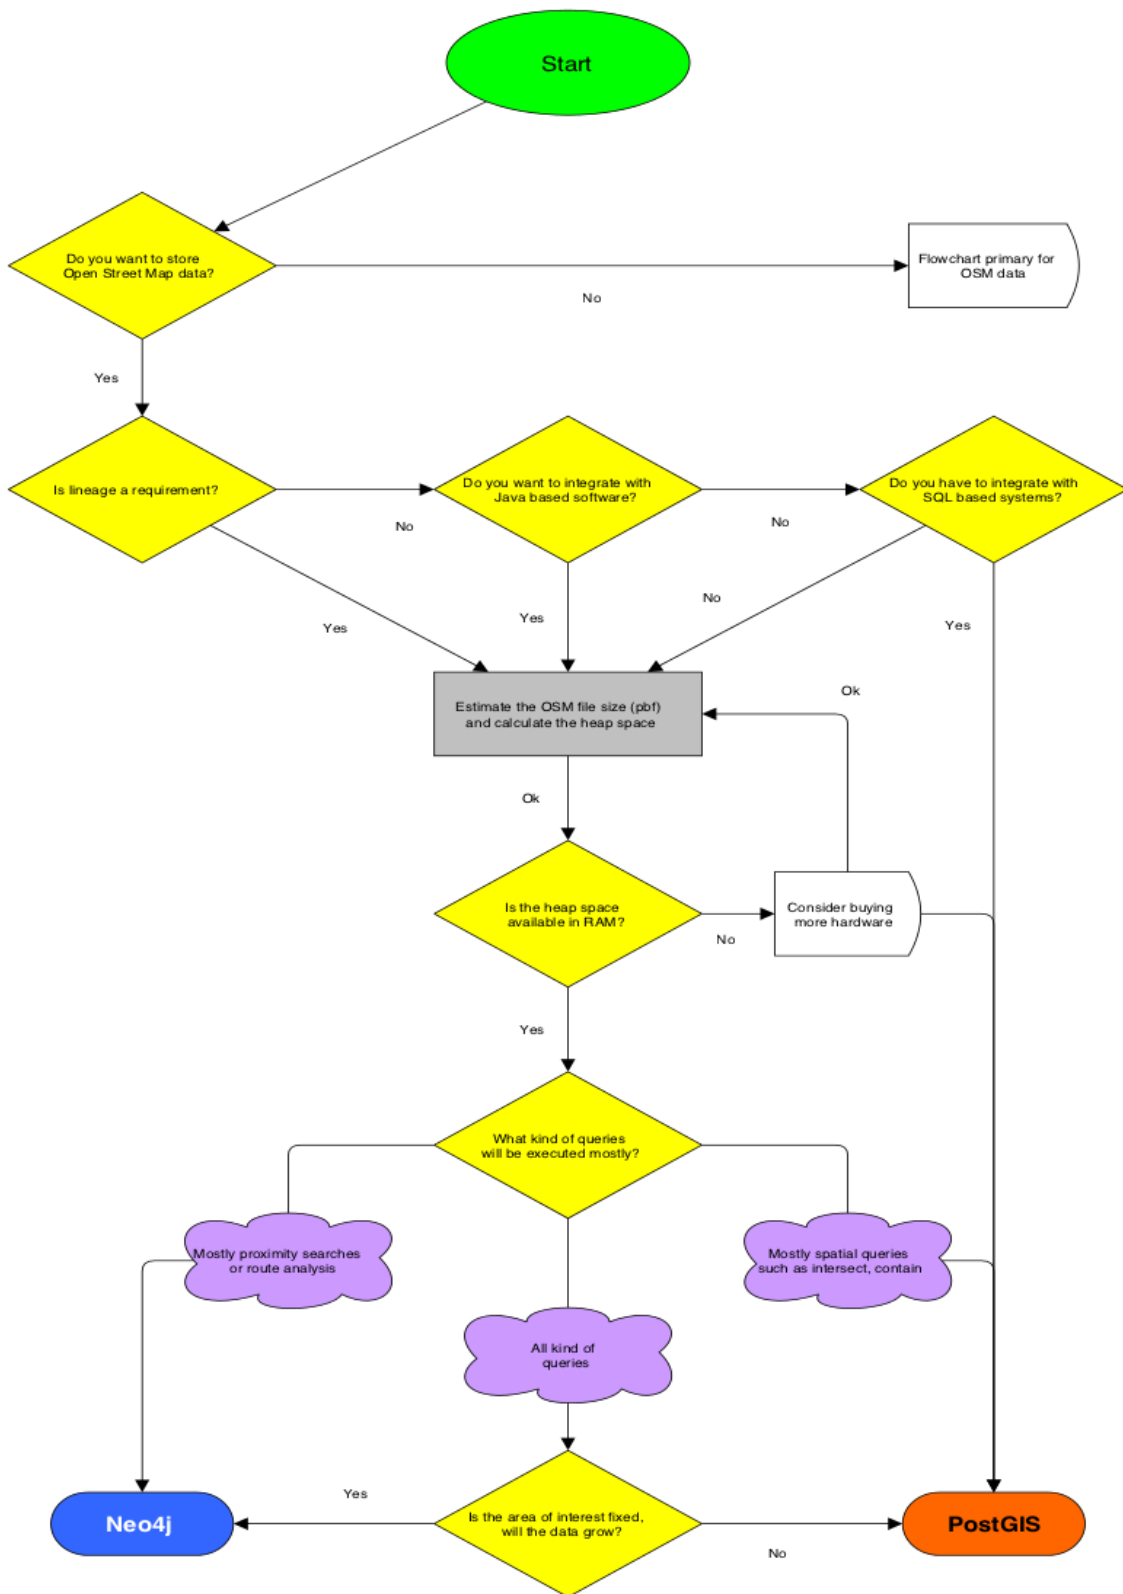 Start
Do you want to store
Open Street Map data?
No
Flowchart primary for
OSM data
Yes
Is lineage a requirement?
No
Do you want to integrate with
Java based software?
No
Do you have to integrate with
SQL based systems?
Yes
Yes
No
Yes
Estimate the OSM file size (pbf)
and calculate the heap space
Ok
Ok
Is the heap space
available in RAM?
No
Consider buying
more hardware
Yes
What kind of queries
will be executed mostly?
Mostly proximity searches
or route analysis
Mostly spatial queries
such as intersect, contain
All kind of
queries
Yes
Neo4j
Is the area of interest fixed,
will the data grow?
No
PostGIS